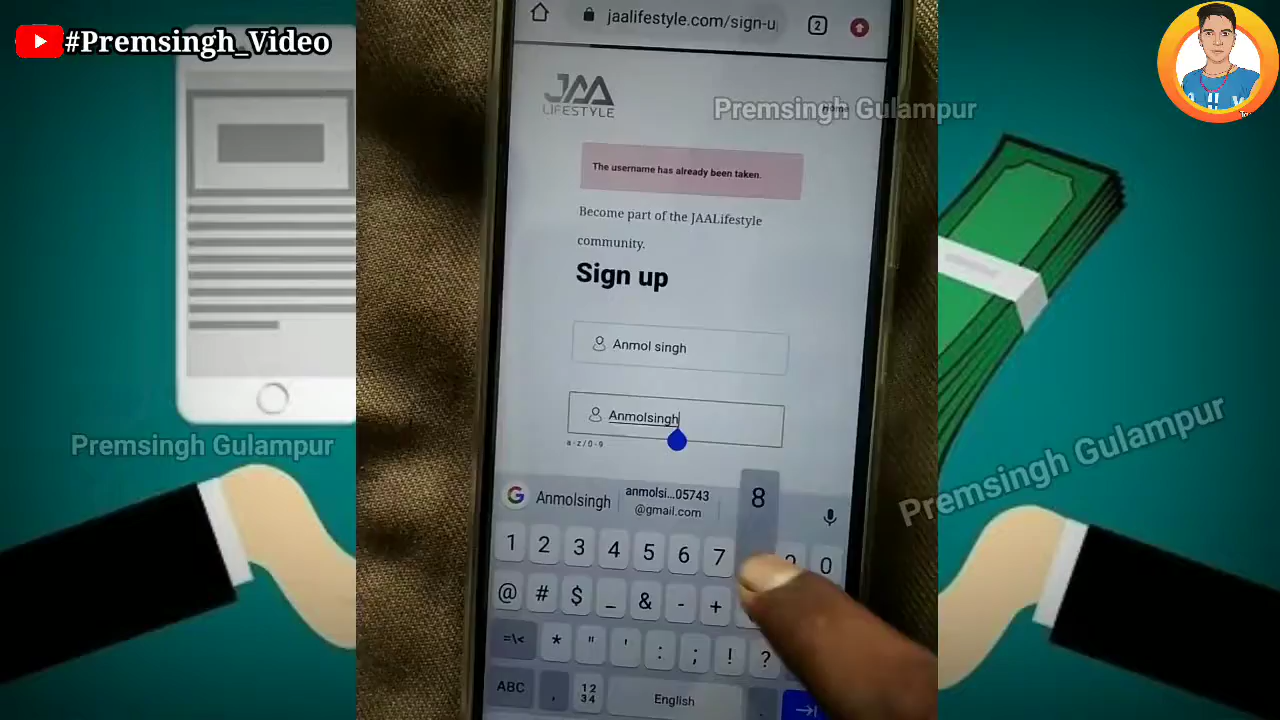 #Premsingh_Video
jaalifestyle.com/sign-u
2
JAA
LIFESTYLE
Home
Premsingh Gulampur
The username has already been taken.
Become part of the JAALifestyle
community.
Sign up
Anmol singh
Anmolsingh
a-z/0-9
Premsingh Gulampur
Premsingh Gulampur
G Anmolsingh
anmolsi...05743
@gmail.com
8
1 2 3 4 5 6 7 0
@ # $ _ & - +
=\< * " ' : ; ! ?
ABC , 12 34 English .